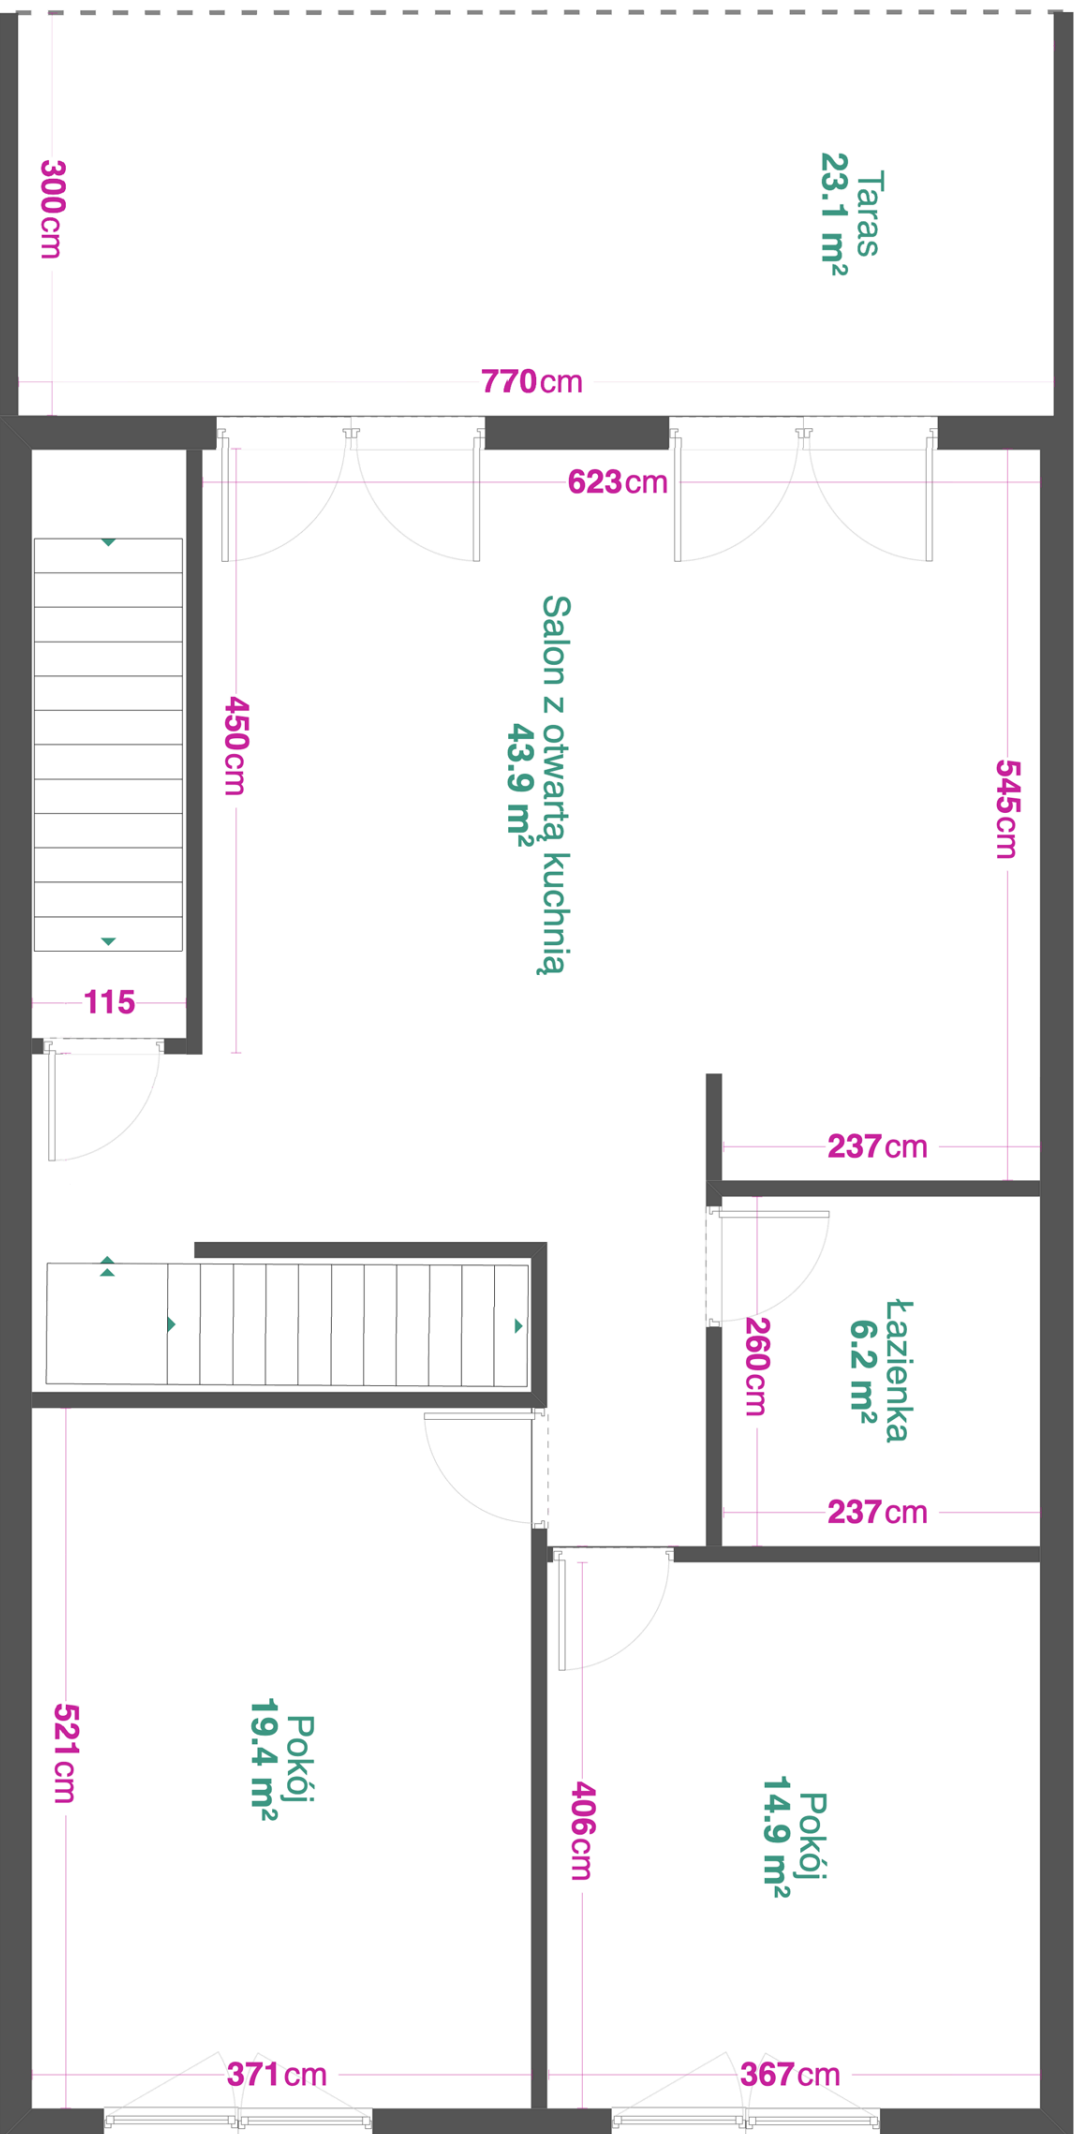 300cm
Taras
23.1 m²
770cm
623cm
450cm
Salon z otwartą kuchnią
43.9 m²
545cm
115
237cm
260cm
Łazienka
6.2 m²
237cm
521cm
Pokój
19.4 m²
406cm
Pokój
14.9 m²
371cm
367cm